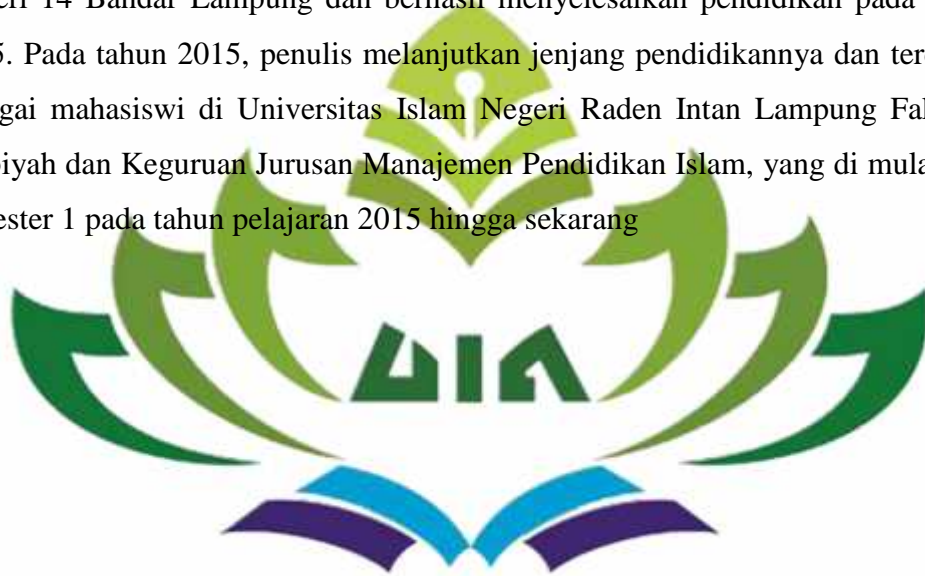 eri 14 Bandar Lampung dan berhasil menyelesaikan pendidikan pada
5. Pada tahun 2015, penulis melanjutkan jenjang pendidikannya dan ter
gai mahasiswi di Universitas Islam Negeri Raden Intan Lampung Fa
iyah dan Keguruan Jurusan Manajemen Pendidikan Islam, yang di mula
ester 1 pada tahun pelajaran 2015 hingga sekarang
UIN